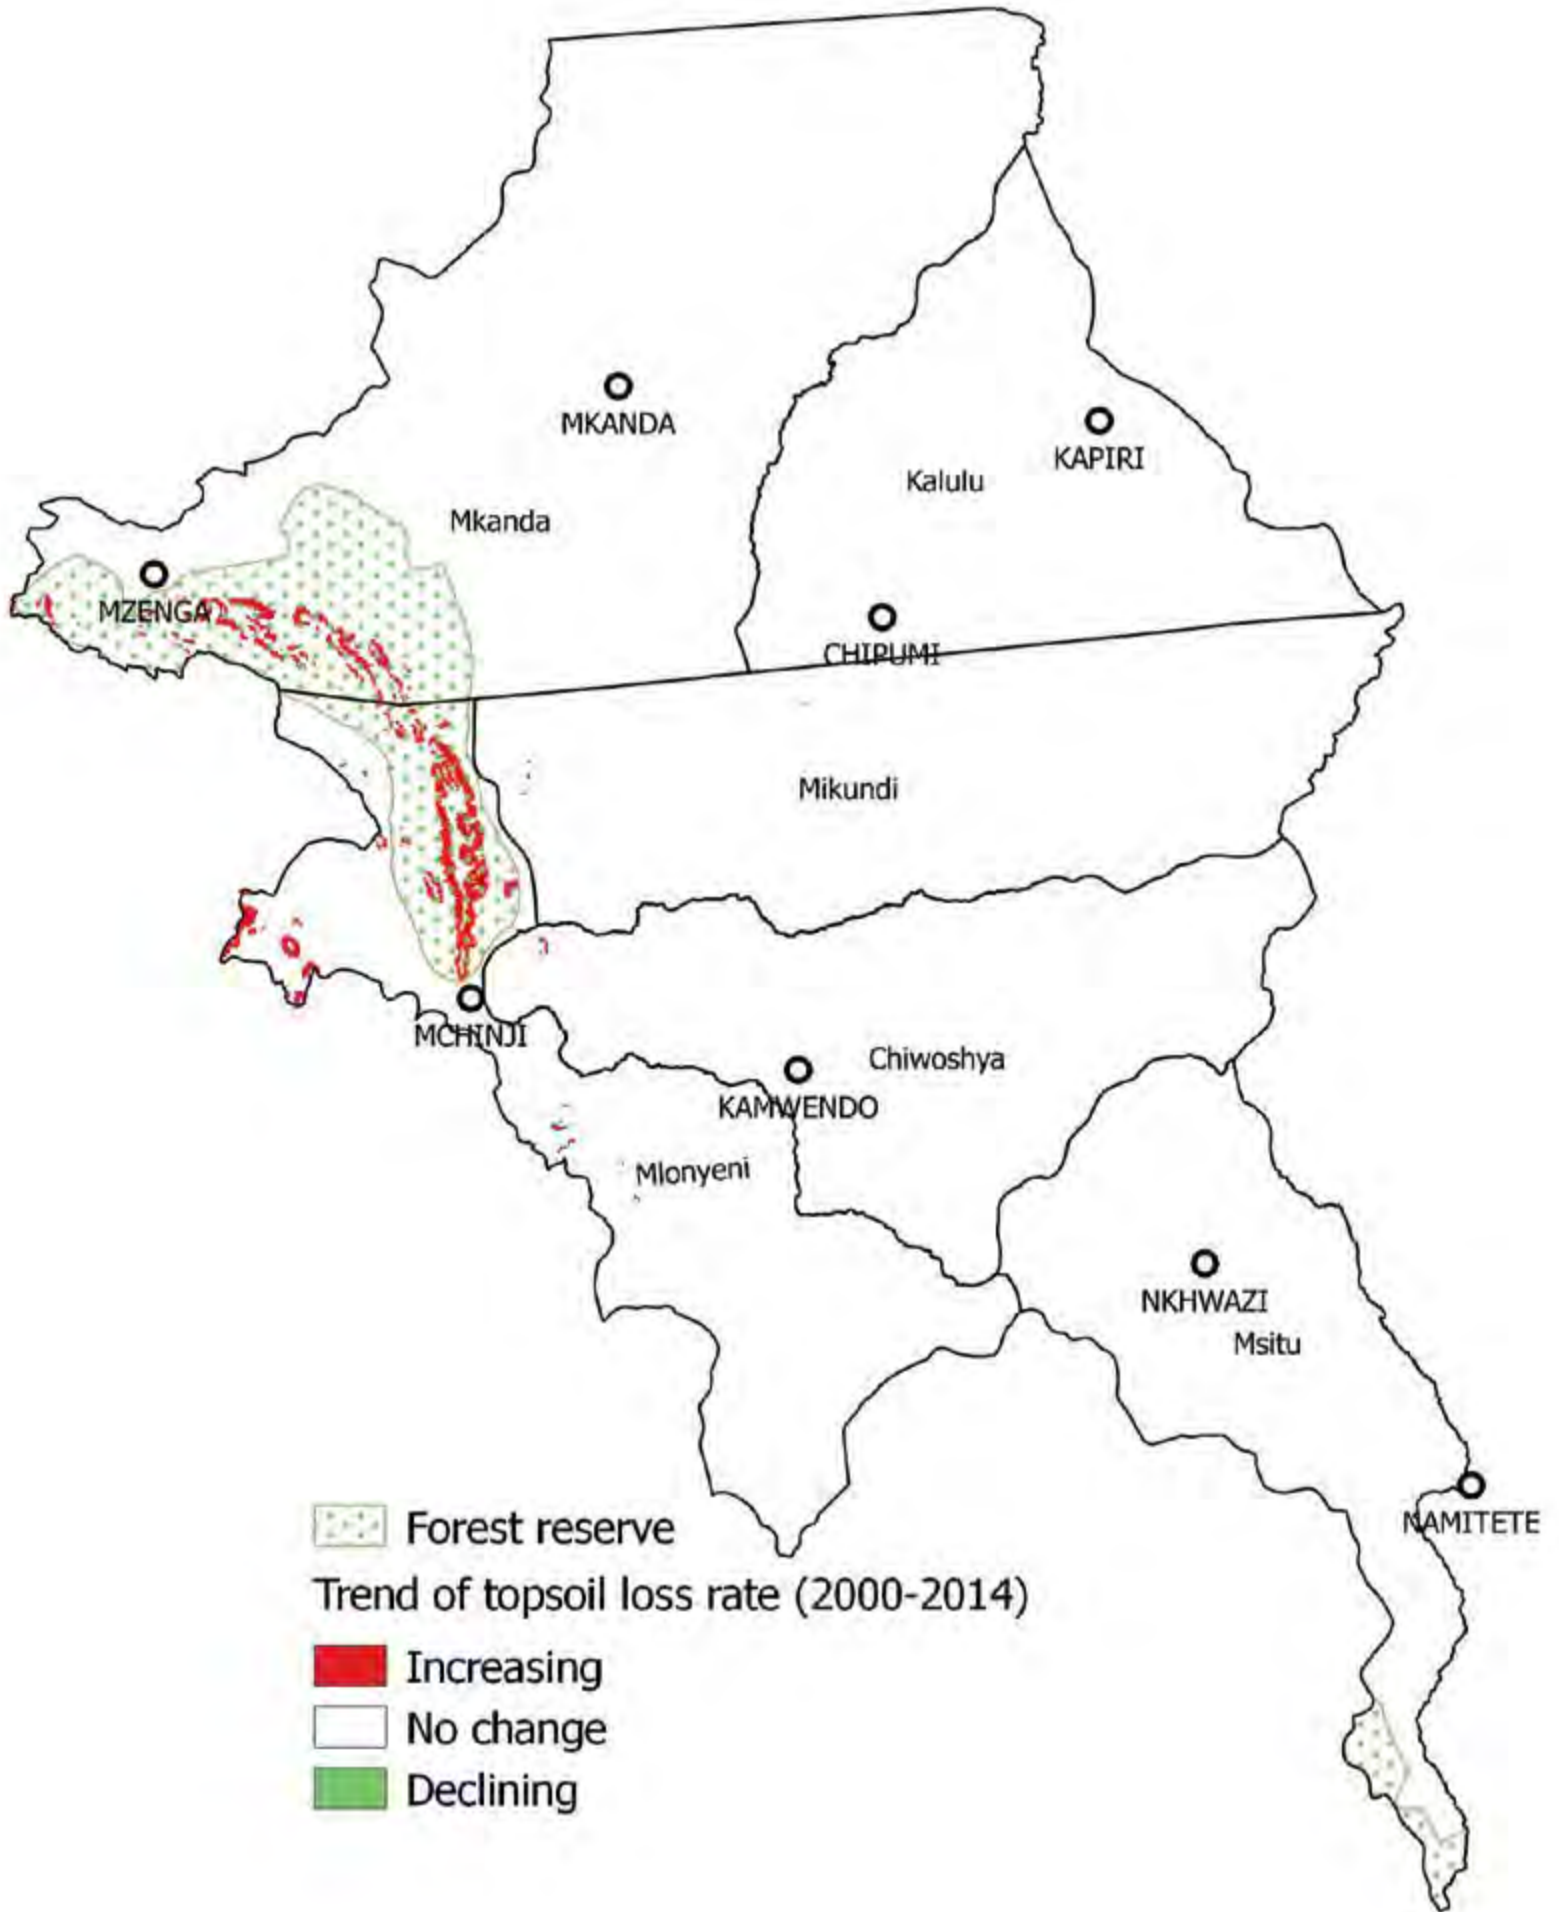 MKANDA
KAPIRI
Kalulu
Mkanda
MZENGA
CHIPUMI
Mikundi
MCHINJI
Chiwoshya
KAMWENDO
Mlonyeni
NKHWAZI
Msitu
NAMITETE
Forest reserve
Trend of topsoil loss rate (2000-2014)
Increasing
No change
Declining